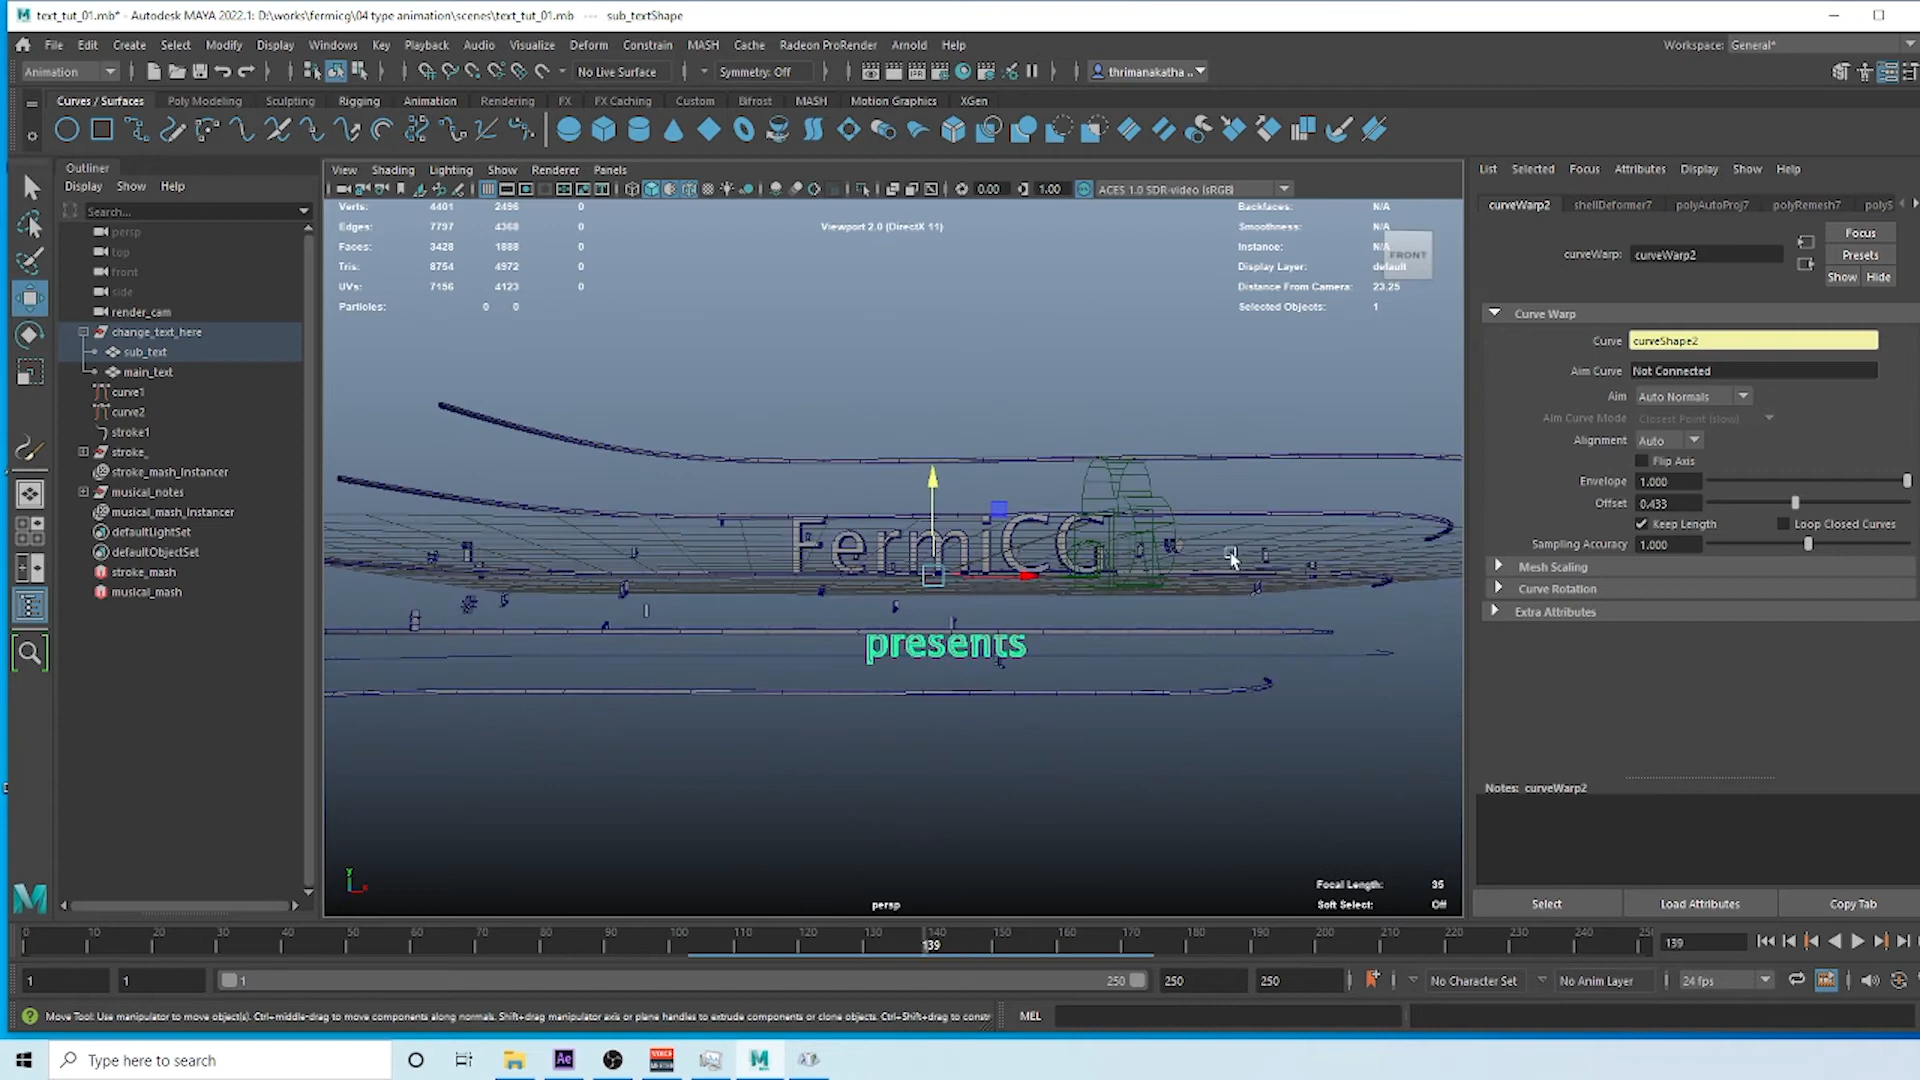 text_tut_01.mb* - Autodesk MAYA 2022.1: D:\works\fermicg\04 type animation\scenes\text_tut_01.mb --- sub_textShape
File Edit Create Select Modify Display Windows Key Playback Audio Visualize Deform Constrain MASH Cache Radeon ProRender Arnold Help Workspace: General*
Animation No Live Surface Symmetry: Off thrimanakatha ..
Curves / Surfaces Poly Modeling Sculpting Rigging Animation Rendering FX FX Caching Custom Bifrost MASH Motion Graphics XGen
Outliner
Display Show Help
Search...
persp
top
front
side
render_cam
change_text_here
sub_text
main_text
curve1
curve2
stroke1
stroke_
stroke_mash_Instancer
musical_notes
musical_mash_Instancer
defaultLightSet
defaultObjectSet
stroke_mash
musical_mash
View Shading Lighting Show Renderer Panels
0.00 1.00 ACES 1.0 SDR-video (sRGB)
Verts: 4401 2496 0
Edges: 7797 4368 0
Faces: 3428 1888 0
Tris: 8754 4972 0
UVs: 7156 4123 0
Particles: 0 0
Viewport 2.0 (DirectX 11)
Backfaces: N/A
Smoothness: N/A
Instance: N/A
Display Layer: default
Distance From Camera: 23.25
Selected Objects: 1
FRONT
FermiCG
presents
y
x
persp
Focal Length: 35
Soft Select: Off
List Selected Focus Attributes Display Show Help
curveWarp2 shellDeformer7 polyAutoProj7 polyRemesh7 polyS
curveWarp: curveWarp2
Focus
Presets
Show Hide
Curve Warp
Curve curveShape2
Aim Curve Not Connected
Aim Auto Normals
Aim Curve Mode Closest Point (slow)
Alignment Auto
Flip Axis
Envelope 1.000
Offset 0.433
Keep Length Loop Closed Curves
Sampling Accuracy 1.000
Mesh Scaling
Curve Rotation
Extra Attributes
Notes: curveWarp2
Select Load Attributes Copy Tab
0 10 20 30 40 50 60 70 80 90 100 110 120 130 140 150 160 170 180 190 200 210 220 230 240 25
139 139
1 1 1 250 250 250 No Character Set No Anim Layer 24 fps
Move Tool: Use manipulator to move object(s). Ctrl+middle-drag to move components along normals. Shift+drag manipulator axis or plane handles to extrude components or clone objects. Ctrl+Shift+drag to constr MEL
Type here to search Ae M